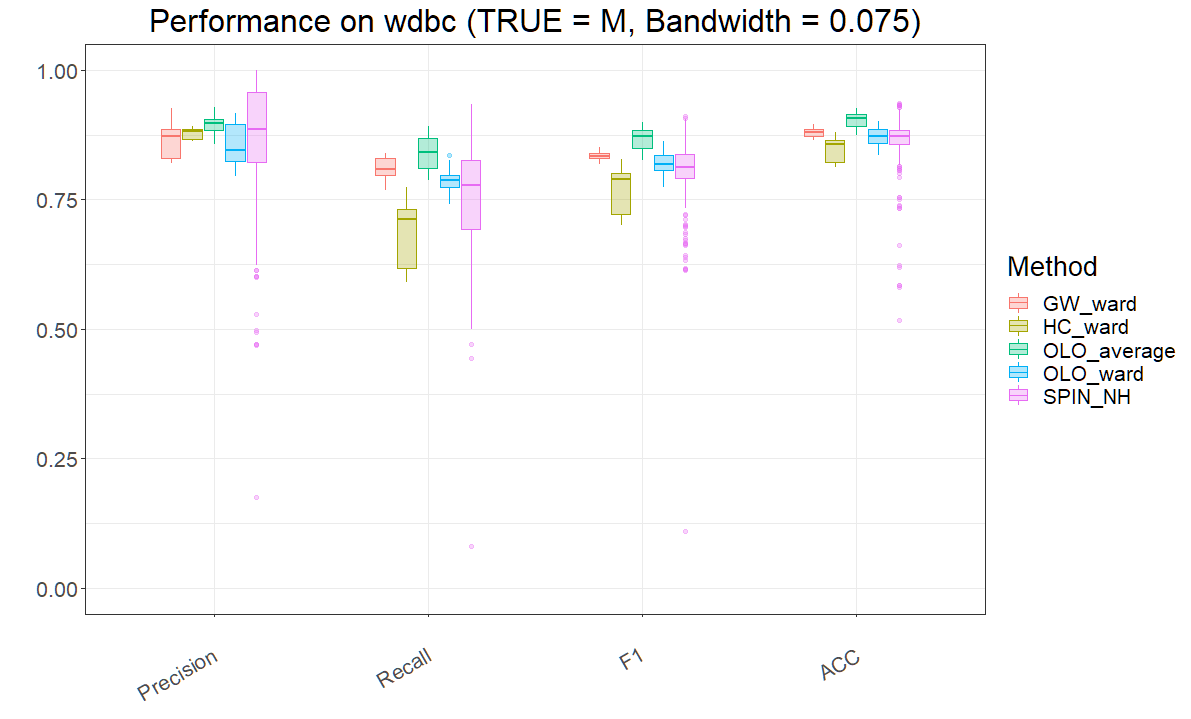 Performance on wdbc (TRUE = M, Bandwidth = 0.075)
1.00
0.75
0.50
0.25
0.00
Precision
Recall
F1
ACC
Method
GW_ward
HC_ward
OLO_average
OLO_ward
SPIN_NH